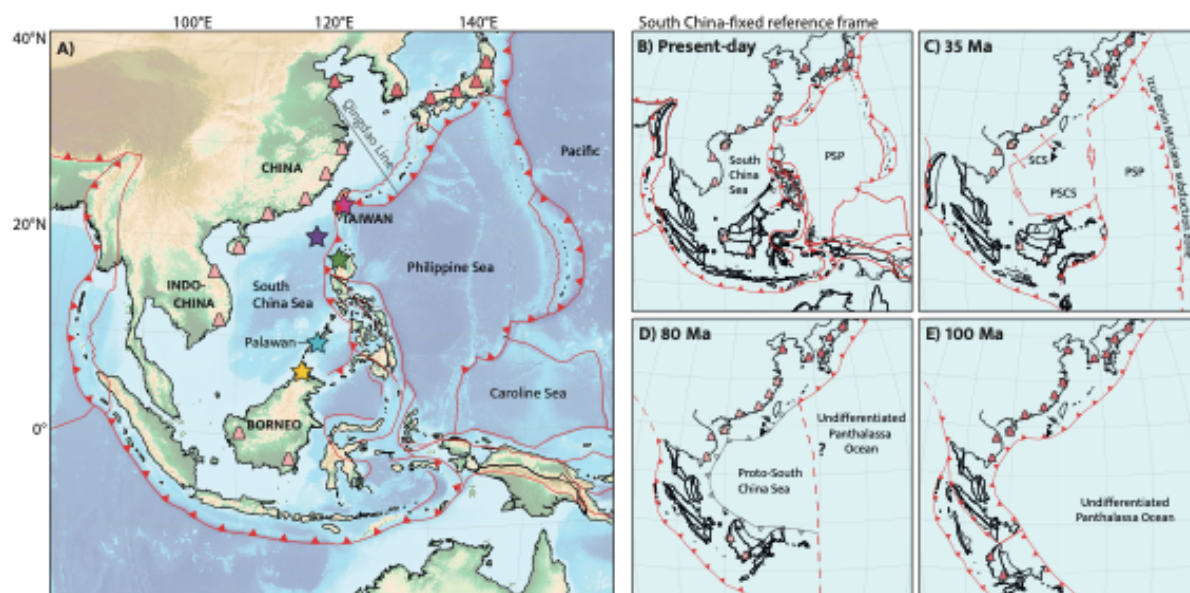 100°E 120°E 140°E
40°N
20°N
0°
A)
Qingdao Line
Pacific
CHINA
TAIWAN
Philippine Sea
INDO-
CHINA
South
China Sea
Palawan
Caroline Sea
BORNEO
South China-fixed reference frame
B) Present-day
South
China
Sea
PSP
C) 35 Ma
SCS
PSCS
PSP
Izu-Bonin Mariana subduction zone
D) 80 Ma
Undifferentiated
Panthalassa
Ocean
?
Proto-South
China Sea
E) 100 Ma
Undifferentiated
Panthalassa Ocean